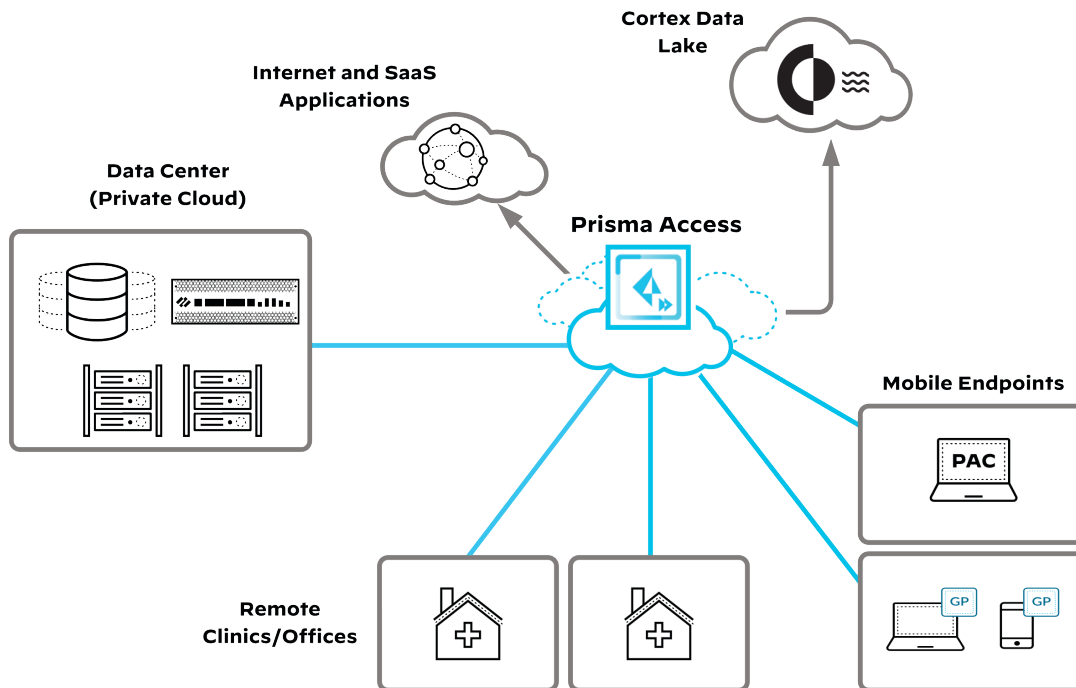 Cortex Data
Lake
Internet and SaaS
Applications
Data Center
(Private Cloud)
Prisma Access
Mobile Endpoints
PAC
GP
GP
Remote
Clinics/Offices